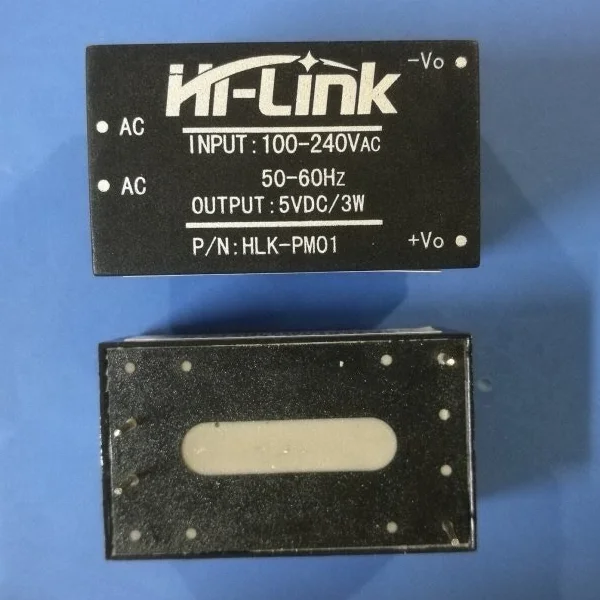 Hi-Link
-Vo
AC
INPUT:100-240VAC
AC
50-60Hz
OUTPUT:5VDC/3W
P/N:HLK-PM01
+Vo